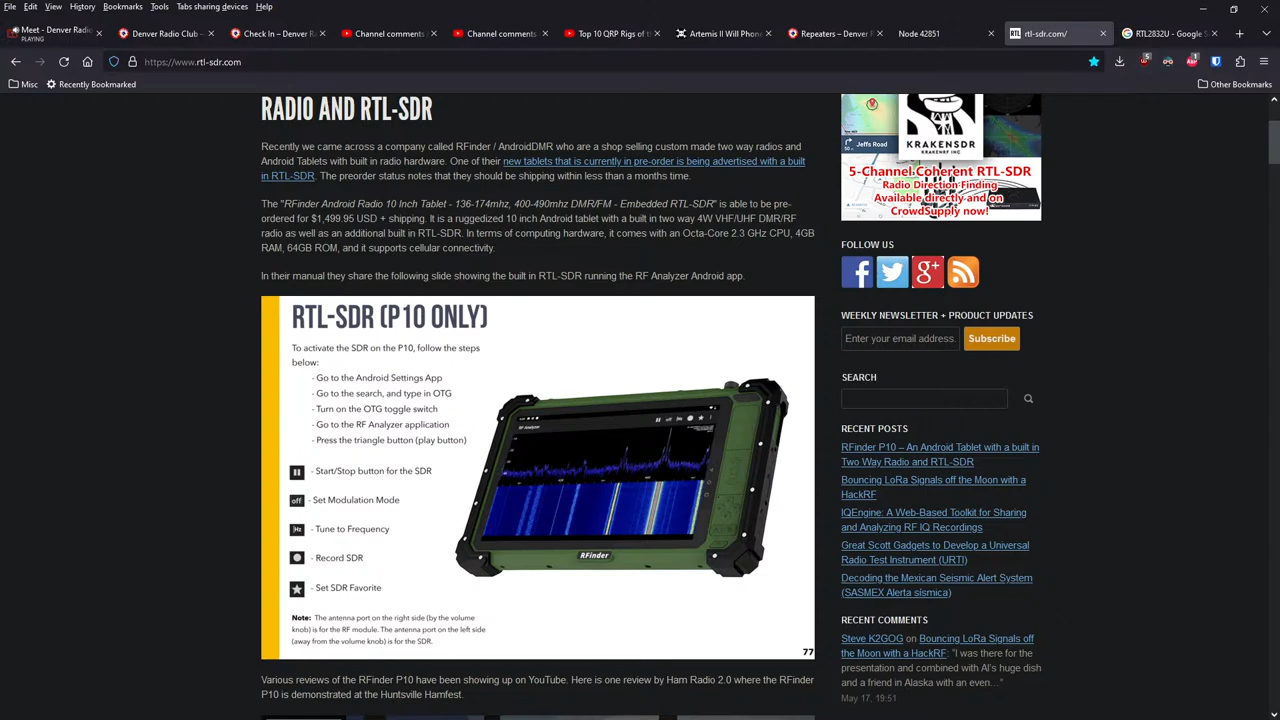 File Edit View History Bookmarks Tools Tabs sharing devices Help
Meet - Denver Radio
PLAYING
Denver Radio Club –
Check In – Denver Ra
Channel comments
Channel comments
Top 10 QRP Rigs of t
Artemis II Will Phone
Repeaters – Denver R
Node 42851
rtl-sdr.com/
RTL2832U - Google S
https://www.rtl-sdr.com
Misc
Recently Bookmarked
Other Bookmarks
RADIO AND RTL-SDR
Recently we came across a company called RFinder / AndroidDMR who are a shop selling custom made two way radios and
Android Tablets with built in radio hardware. One of their new tablets that is currently in pre-order is being advertised with a built
in RTL-SDR. The preorder status notes that they should be shipping within less than a months time.
The "RFinder Android Radio 10 Inch Tablet - 136-174mhz, 400-490mhz DMR/FM - Embedded RTL-SDR" is able to be pre-
ordered for $1,499.95 USD + shipping. It is a ruggedized 10 inch Android tablet with a built in two way 4W VHF/UHF DMR/FM
radio as well as an additional built in RTL-SDR. In terms of computing hardware, it comes with an Octa-Core 2.3 GHz CPU, 4GB
RAM, 64GB ROM, and it supports cellular connectivity.
In their manual they share the following slide showing the built in RTL-SDR running the RF Analyzer Android app.
RTL-SDR (P10 ONLY)
To activate the SDR on the P10, follow the steps
below:
- Go to the Android Settings App
- Go to the search, and type in OTG
- Turn on the OTG toggle switch
- Go to the RF Analyzer application
- Press the triangle button (play button)
- Start/Stop button for the SDR
off - Set Modulation Mode
Hz - Tune to Frequency
- Record SDR
- Set SDR Favorite
Note: The antenna port on the right side (by the volume
knob) is for the RF module. The antenna port on the left side
(away from the volume knob) is for the SDR.
RF Analyzer
RFinder
77
Various reviews of the RFinder P10 have been showing up on YouTube. Here is one review by Ham Radio 2.0 where the RFinder
P10 is demonstrated at the Huntsville Hamfest.
Jeffs Road
KRAKENSDR
KRAKENRF INC
5-Channel Coherent RTL-SDR
Radio Direction Finding
Available directly and on
CrowdSupply now!
FOLLOW US
WEEKLY NEWSLETTER + PRODUCT UPDATES
Enter your email address.
Subscribe
SEARCH
RECENT POSTS
RFinder P10 – An Android Tablet with a built in
Two Way Radio and RTL-SDR
Bouncing LoRa Signals off the Moon with a
HackRF
IQEngine: A Web-Based Toolkit for Sharing
and Analyzing RF IQ Recordings
Great Scott Gadgets to Develop a Universal
Radio Test Instrument (URTI)
Decoding the Mexican Seismic Alert System
(SASMEX Alerta sísmica)
RECENT COMMENTS
Steve K2GOG on Bouncing LoRa Signals off
the Moon with a HackRF: "I was there for the
presentation and combined with Al's huge dish
and a friend in Alaska with an even…"
May 17, 19:51